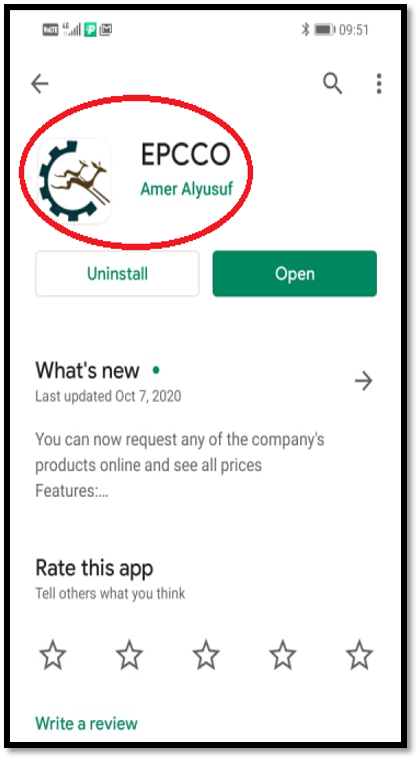 VoLTE 4G 09:51
EPCCO
Amer Alyusuf
Uninstall
Open
What's new
Last updated Oct 7, 2020
You can now request any of the company's
products online and see all prices
Features:...
Rate this app
Tell others what you think
Write a review